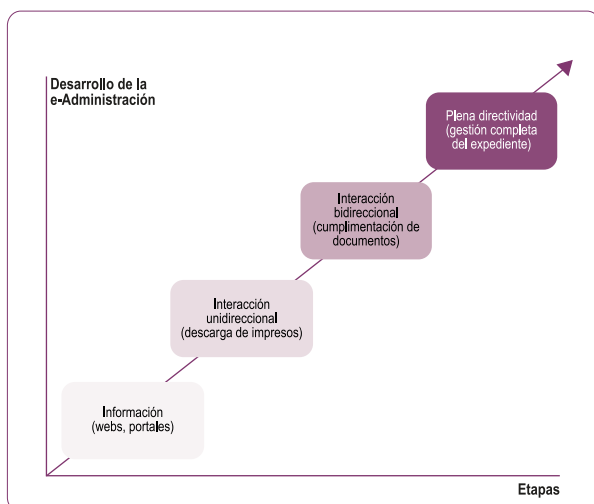 Desarrollo de la
e-Administración
Plena directividad
(gestión completa
del expediente)
Interacción
bidireccional
(cumplimentación de
documentos)
Interacción
unidireccional
(descarga de impresos)
Información
(webs, portales)
Etapas